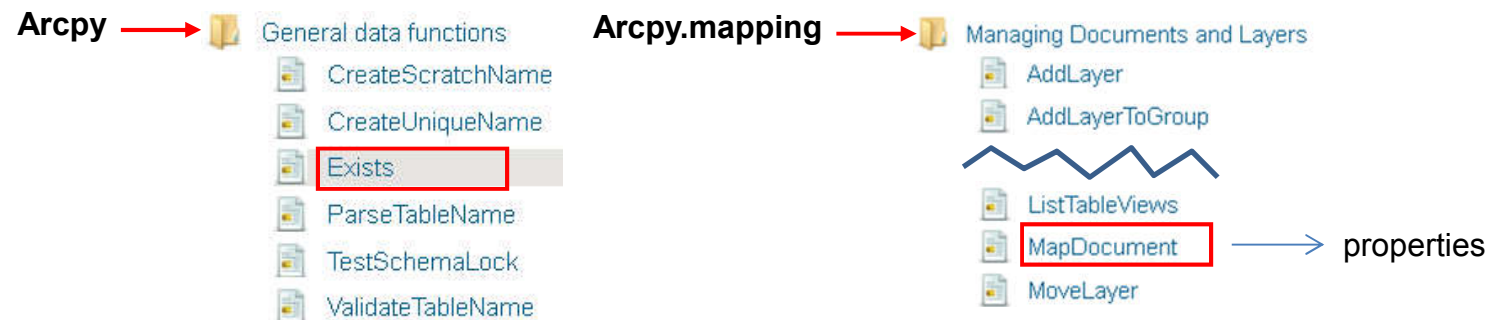 Arcpy
General data functions
CreateScratchName
CreateUniqueName
Exists
ParseTableName
TestSchemaLock
ValidateTableName
Arcpy.mapping
Managing Documents and Layers
AddLayer
AddLayerToGroup
ListTableViews
MapDocument
properties
MoveLayer